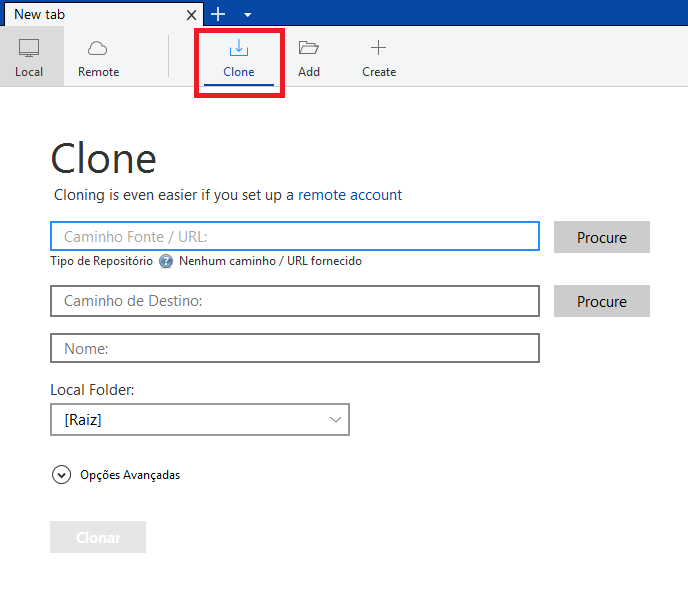 New tab
Local
Remote
Clone
Add
Create
Clone
Cloning is even easier if you set up a remote account
Caminho Fonte / URL:
Procure
Tipo de Repositório ? Nenhum caminho / URL fornecido
Caminho de Destino:
Procure
Nome:
Local Folder:
[Raiz]
Opções Avançadas
Clonar